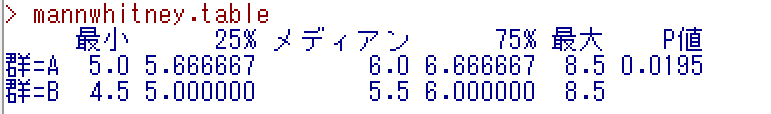 > mannwhitney.table
最小 25% メディアン 75% 最大 P値
群=A 5.0 5.666667 6.0 6.666667 8.5 0.0195
群=B 4.5 5.000000 5.5 6.000000 8.5